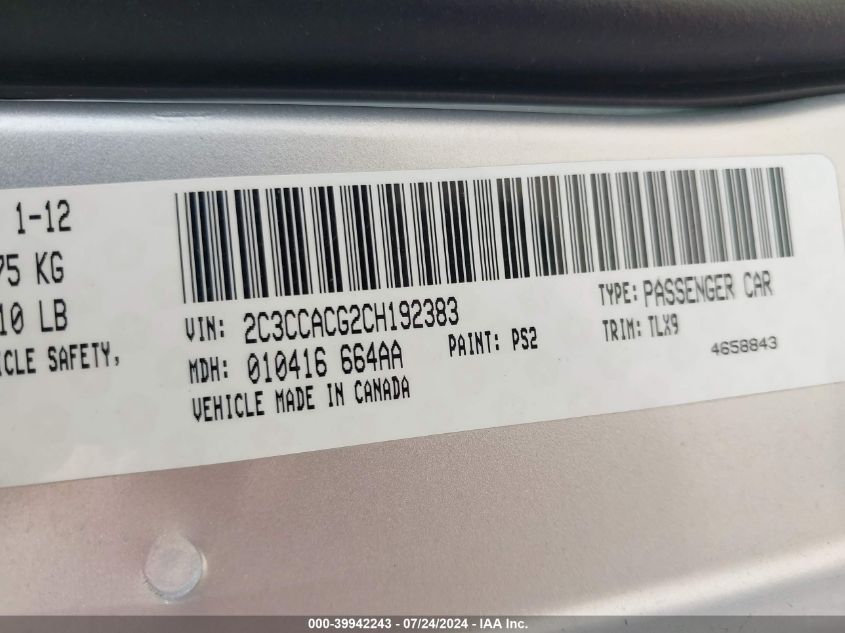 1-12
75 KG
10 LB
ICLE SAFETY,
VIN: 2C3CCACG2CH192383
TYPE: PASSENGER CAR
MDH: 010416 664AA
PAINT: PS2
TRIM: TLX9
4658843
VEHICLE MADE IN CANADA
000-39942243 - 07/24/2024 - IAA Inc.